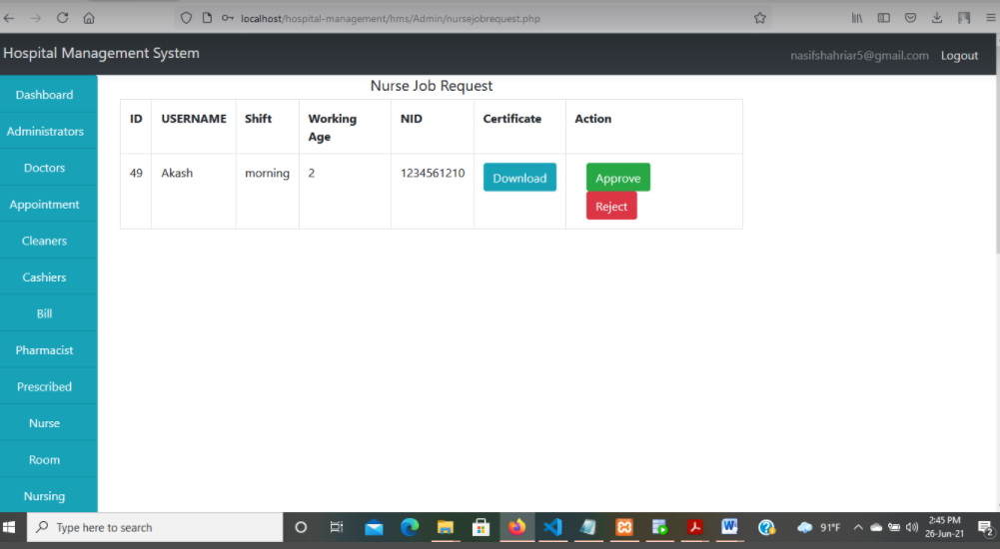 localhost/hospital-management/hms/Admin/nursejobrequest.php
Hospital Management System
nasifshahriar5@gmail.com Logout
Dashboard
Administrators
Doctors
Appointment
Cleaners
Cashiers
Bill
Pharmacist
Prescribed
Nurse
Room
Nursing
Nurse Job Request
ID USERNAME Shift Working Age NID Certificate Action
49 Akash morning 2 1234561210 Download Approve
Reject
Type here to search
91°F
2:45 PM
26-Jun-21
2